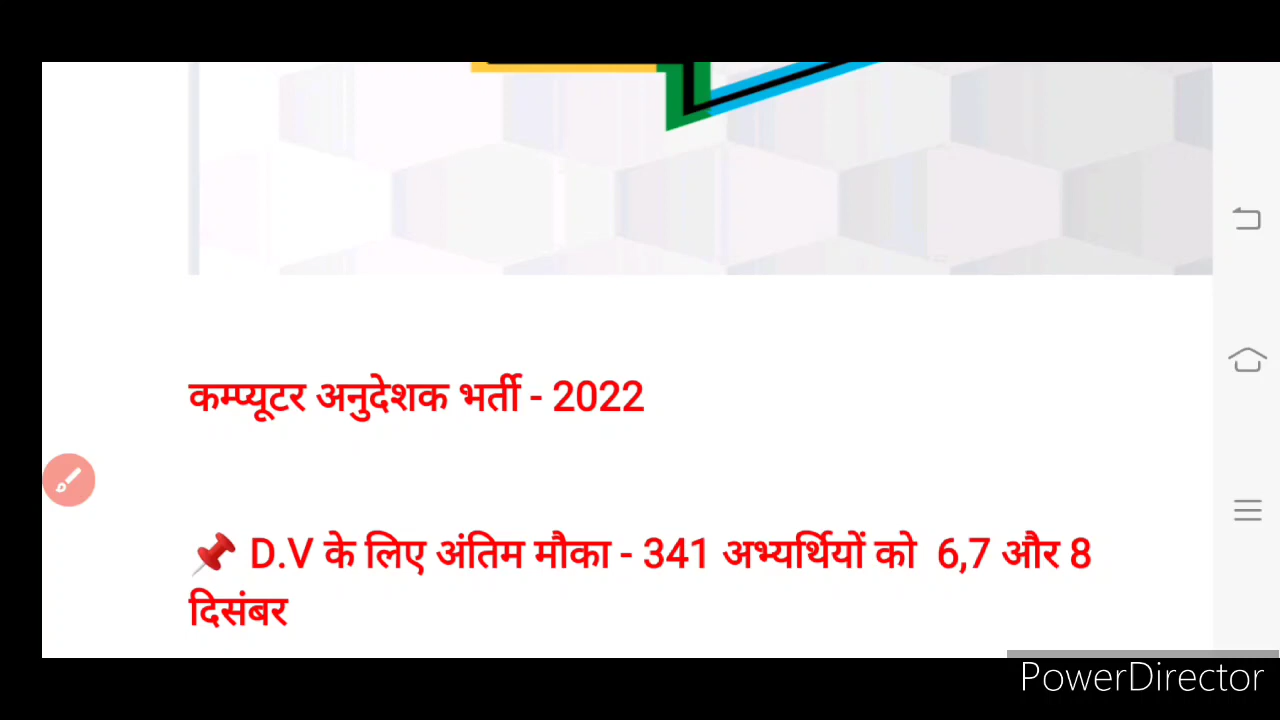 कम्प्यूटर अनुदेशक भर्ती - 2022
📌 D.V के लिए अंतिम मौका - 341 अभ्यर्थियों को 6,7 और 8
दिसंबर
PowerDirector